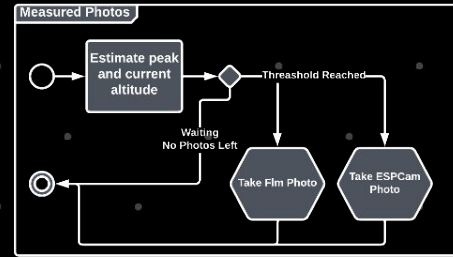 Measured Photos
Estimate peak
and current
altitude
Threashold Reached
Waiting
No Photos Left
Take Flm Photo
Take ESPCam
Photo